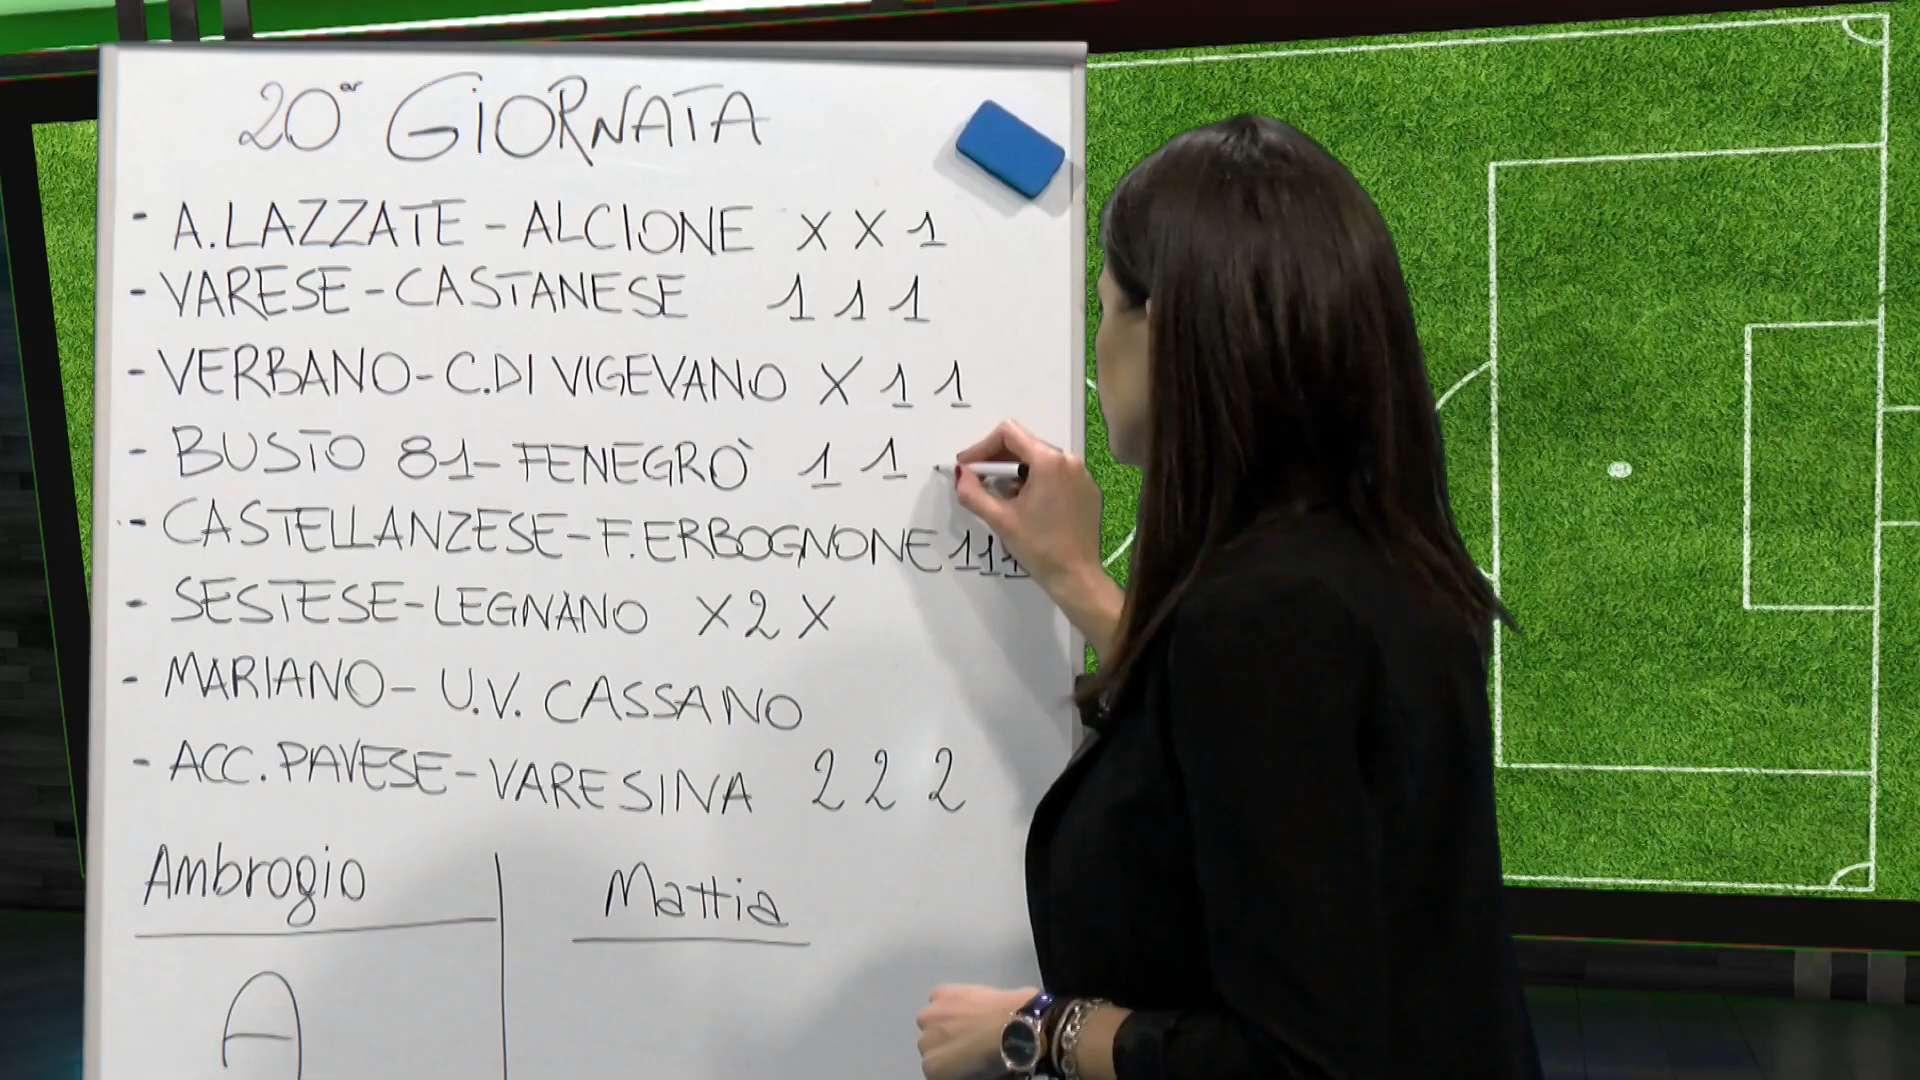 20ª GIORNATA
- A.LAZZATE - ALCIONE X X 1
- VARESE - CASTANESE 1 1 1
- VERBANO - C.DI VIGEVANO X 1 1
- BUSTO 81 - FENEGRÒ 1 1
- CASTELLANZESE - F.ERBOGNONE 1 1 1
- SESTESE - LEGNANO X 2 X
- MARIANO - U.V. CASSANO
- ACC. PAVESE - VARESINA 2 2 2
Ambrogio Mattia
A